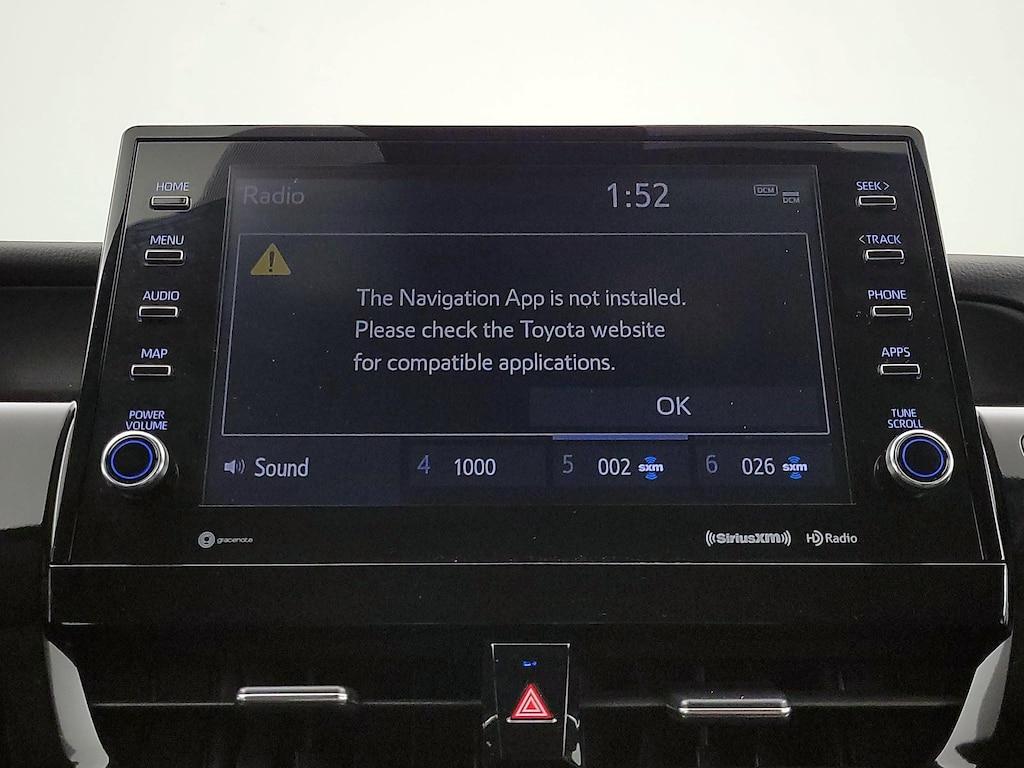 HOME
MENU
AUDIO
MAP
POWER
VOLUME
Radio
1:52
DCM
DCM
The Navigation App is not installed.
Please check the Toyota website
for compatible applications.
OK
Sound
4 1000
5 002 sxm
6 026 sxm
SEEK>
<TRACK
PHONE
APPS
TUNE
SCROLL
gracenote
((SiriusXM))
HD Radio